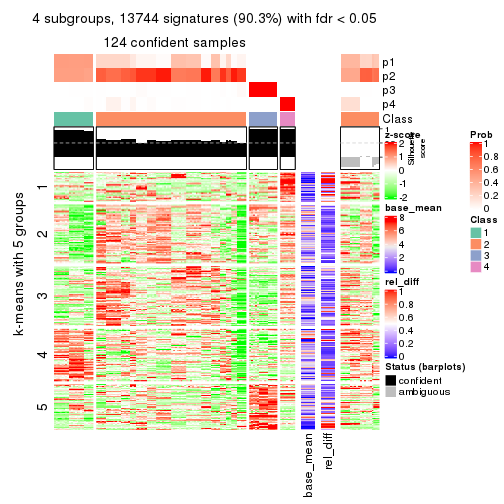 4 subgroups, 13744 signatures (90.3%) with fdr < 0.05
124 confident samples
p1
p2
p3
p4
Class
1
Silhouette
score
k-means with 5 groups
1
2
3
4
5
base_mean
rel_diff
z-score
2
1
0
-1
-2
base_mean
8
6
4
2
0
rel_diff
1
0.8
0.6
0.4
0.2
0
Status (barplots)
confident
ambiguous
Prob
1
0.8
0.6
0.4
0.2
0
Class
1
2
3
4